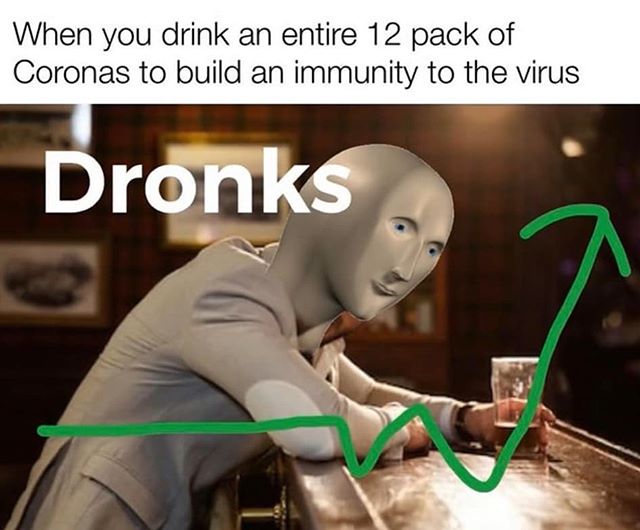 When you drink an entire 12 pack of
Coronas to build an immunity to the virus
Dronks